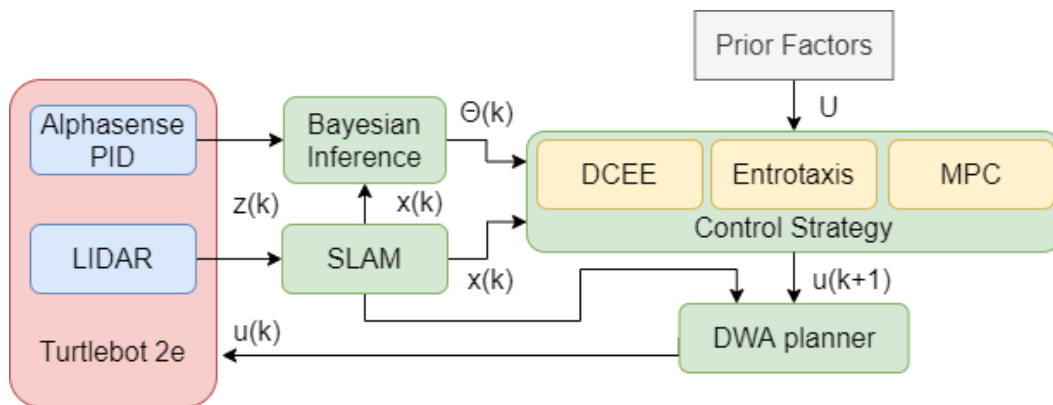 Prior Factors
U
Alphasense
PID
Bayesian
Inference
Θ(k)
DCEE
Entrotaxis
MPC
Control Strategy
z(k)
x(k)
LIDAR
SLAM
x(k)
u(k+1)
u(k)
DWA planner
Turtlebot 2e